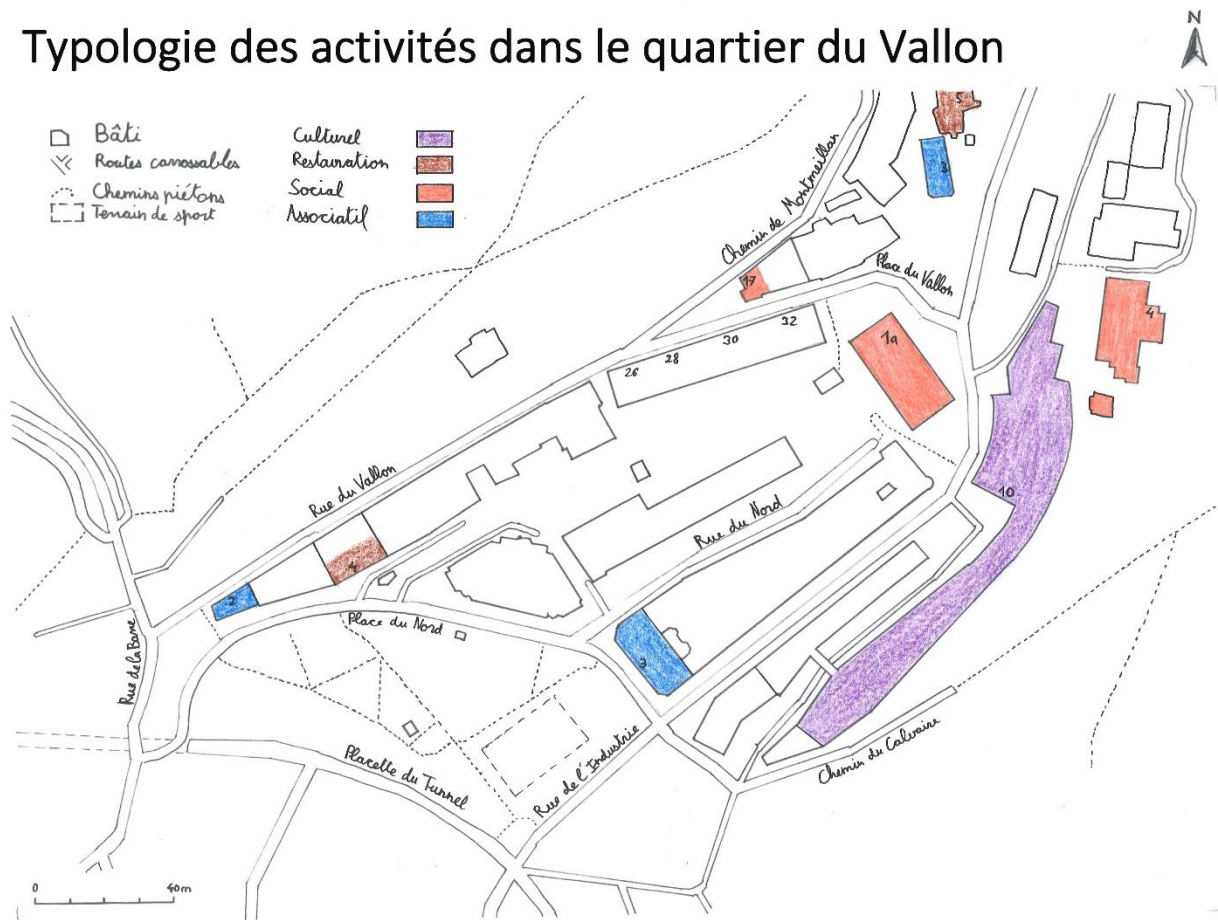 Typologie des activités dans le quartier du Vallon
N
Bâti
Routes carrossables
Chemins piétons
Terrain de sport
Culturel
Restauration
Social
Associatif
5
3
Chemin de Montmeillan
Place du Vallon
17
4
32
30
28
26
1a
Rue du Vallon
10
Rue du Nord
2
Place du Nord
3
Rue de la Barre
Rue de l'Industrie
Chemin du Calvaire
Placette du Tunnel
0
40m